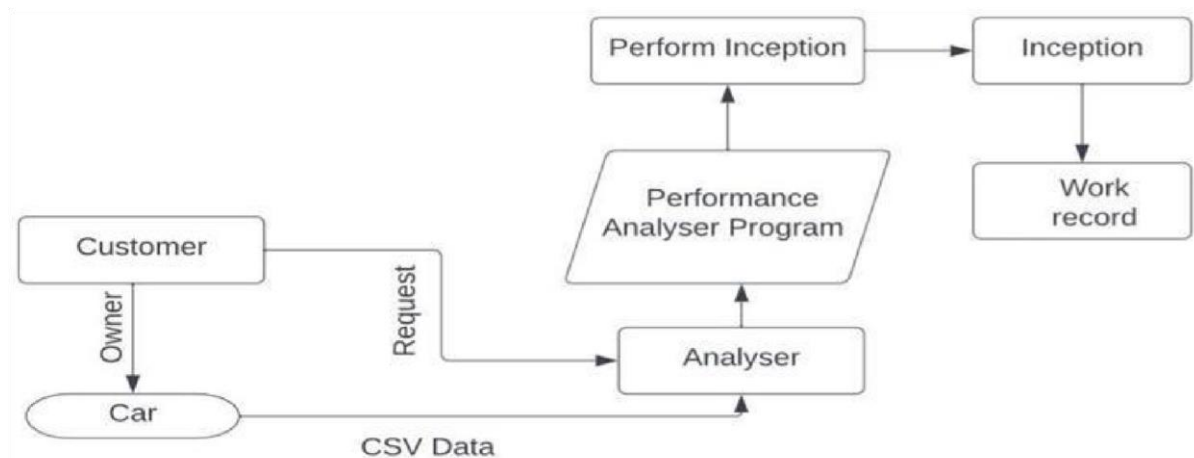 Perform Inception
Inception
Performance
Analyser Program
Work
record
Customer
Owner
Request
Analyser
Car
CSV Data